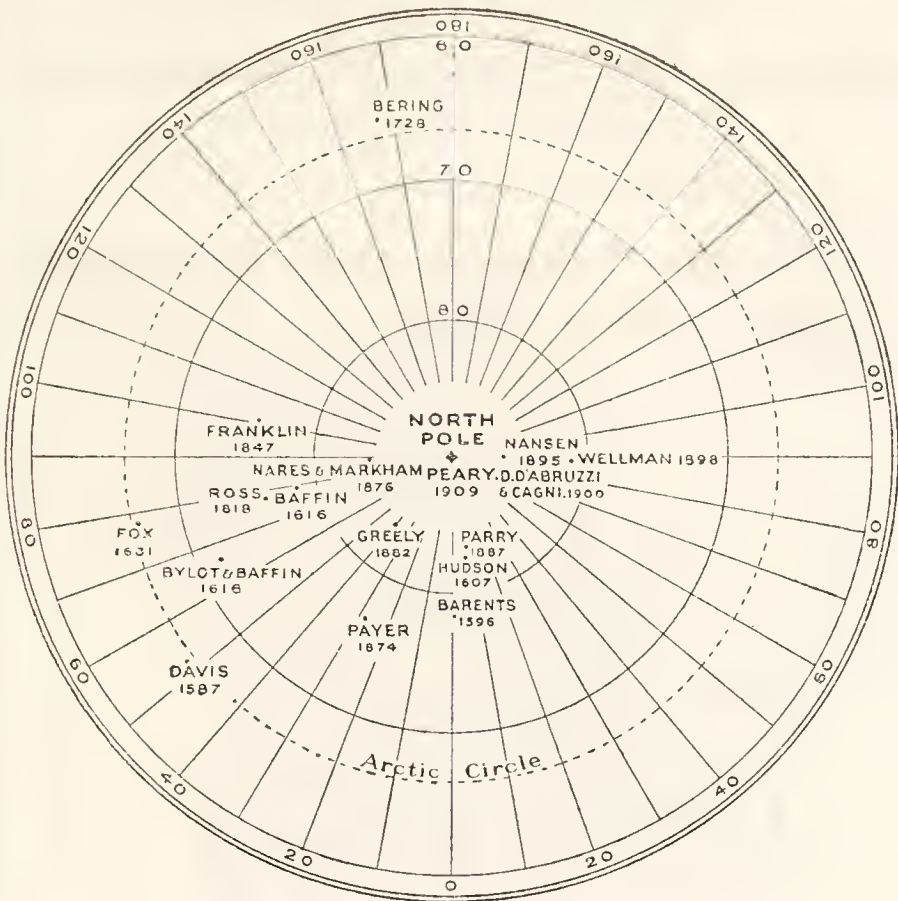 180
160
160
60
140
140
BERING
1728
70
120
120
80
100
100
NORTH
POLE
FRANKLIN
1847
NANSEN
1895
WELLMAN 1898
NARES & MARKHAM
1876
PEARY
1909
D.D'ABRUZZI
& CAGNI.1900
ROSS
1818
BAFFIN
1616
80
80
FOX
1631
GREELY
1882
PARRY
1887
HUDSON
1607
BYLOT & BAFFIN
1616
BARENTS
1596
PAYER
1874
DAVIS
1587
60
60
Arctic Circle
40
40
20
20
0